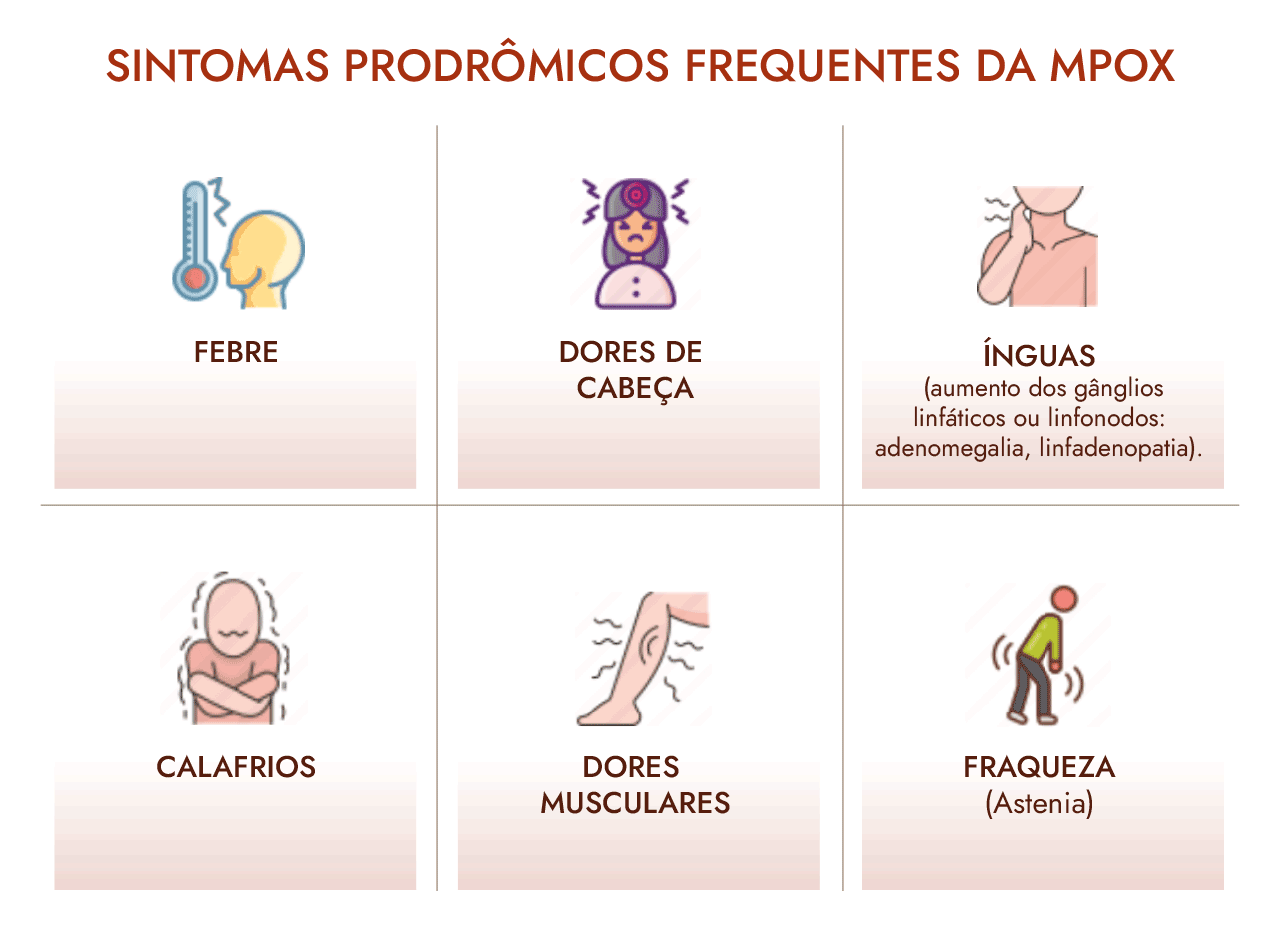 SINTOMAS PRODRÔMICOS FREQUENTES DA MPOX
FEBRE
DORES DE
CABEÇA
ÍNGUAS
(aumento dos gânglios
linfáticos ou linfonodos:
adenomegalia, linfadenopatia).
CALAFRIOS
DORES
MUSCULARES
FRAQUEZA
(Astenia)